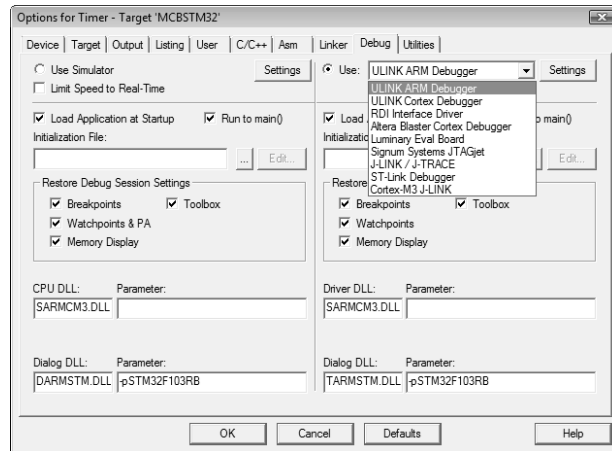 Options for Timer - Target 'MCBSTM32'
Device Target Output Listing User C/C++ Asm Linker Debug Utilities
Use Simulator Settings
Limit Speed to Real-Time
Use: ULINK ARM Debugger Settings
ULINK ARM Debugger
ULINK Cortex Debugger
RDI Interface Driver
Altera Blaster Cortex Debugger
Luminary Eval Board
Signum Systems JTAGjet
J-LINK / J-TRACE
ST-Link Debugger
Cortex-M3 J-LINK
Load Application at Startup Run to main()
Initialization File:
... Edit...
Restore Debug Session Settings
Breakpoints Toolbox
Watchpoints & PA
Memory Display
Load main()
Edit...
Breakpoints Toolbox
Watchpoints
Memory Display
CPU DLL: Parameter:
SARMCM3.DLL
Driver DLL: Parameter:
SARMCM3.DLL
Dialog DLL: Parameter:
DARMSTM.DLL -pSTM32F103RB
Dialog DLL: Parameter:
TARMSTM.DLL -pSTM32F103RB
OK Cancel Defaults Help